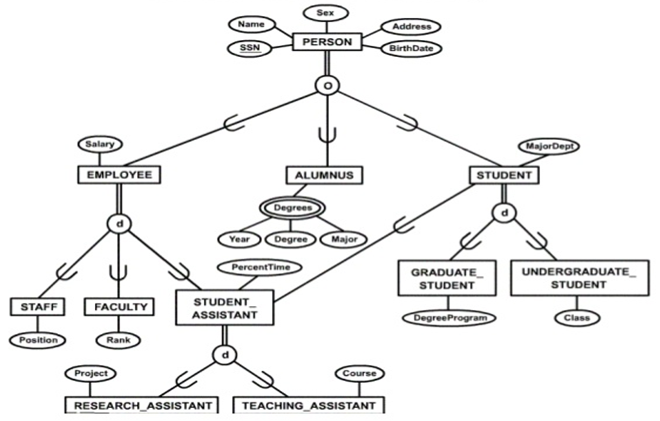 Sex
Name
Address
SSN
PERSON
BirthDate
O
Salary
MajorDept
EMPLOYEE
ALUMNUS
STUDENT
Degrees
d
d
Year
Degree
Major
PercentTime
GRADUATE_
STUDENT
UNDERGRADUATE_
STUDENT
STAFF
FACULTY
STUDENT_
ASSISTANT
DegreeProgram
Class
Position
Rank
d
Project
Course
RESEARCH_ASSISTANT
TEACHING_ASSISTANT